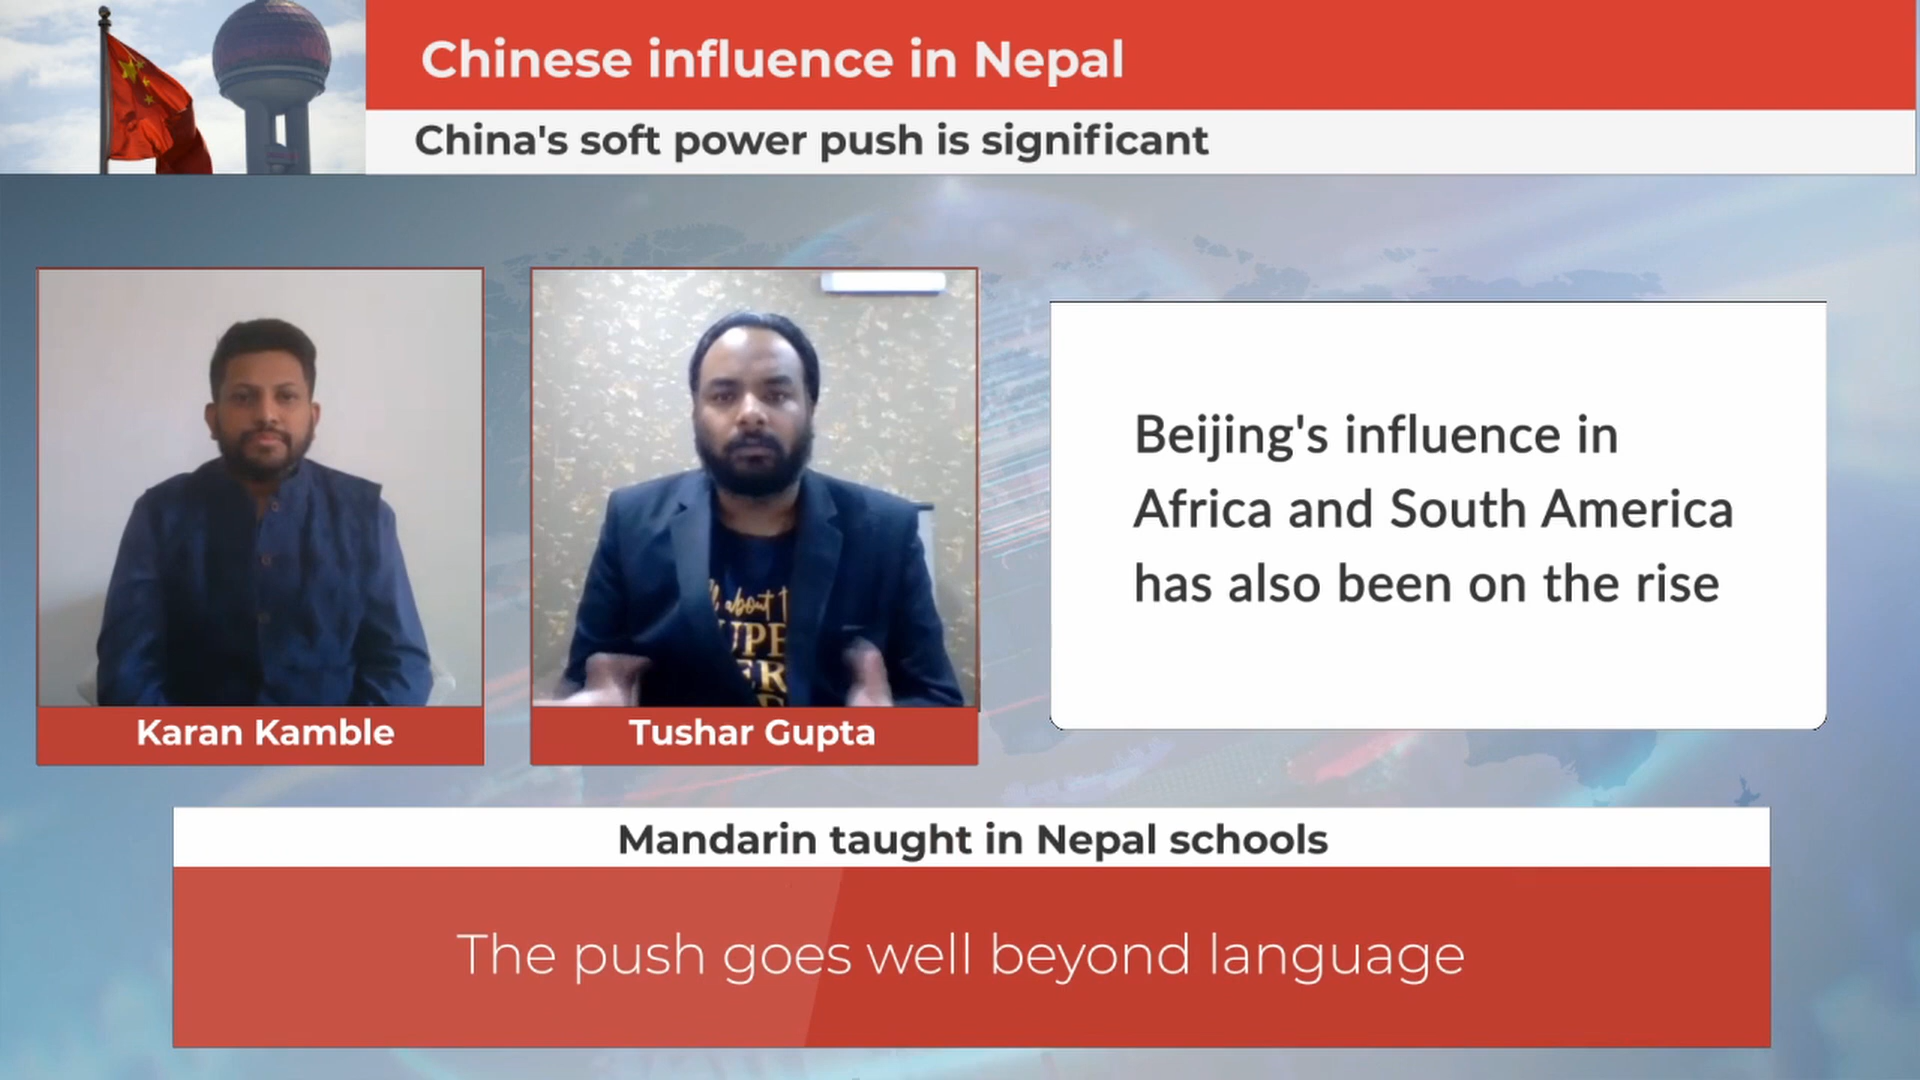 Chinese influence in Nepal
China's soft power push is significant
about
Karan Kamble
Tushar Gupta
Beijing's influence in
Africa and South America
has also been on the rise
Mandarin taught in Nepal schools
The push goes well beyond language